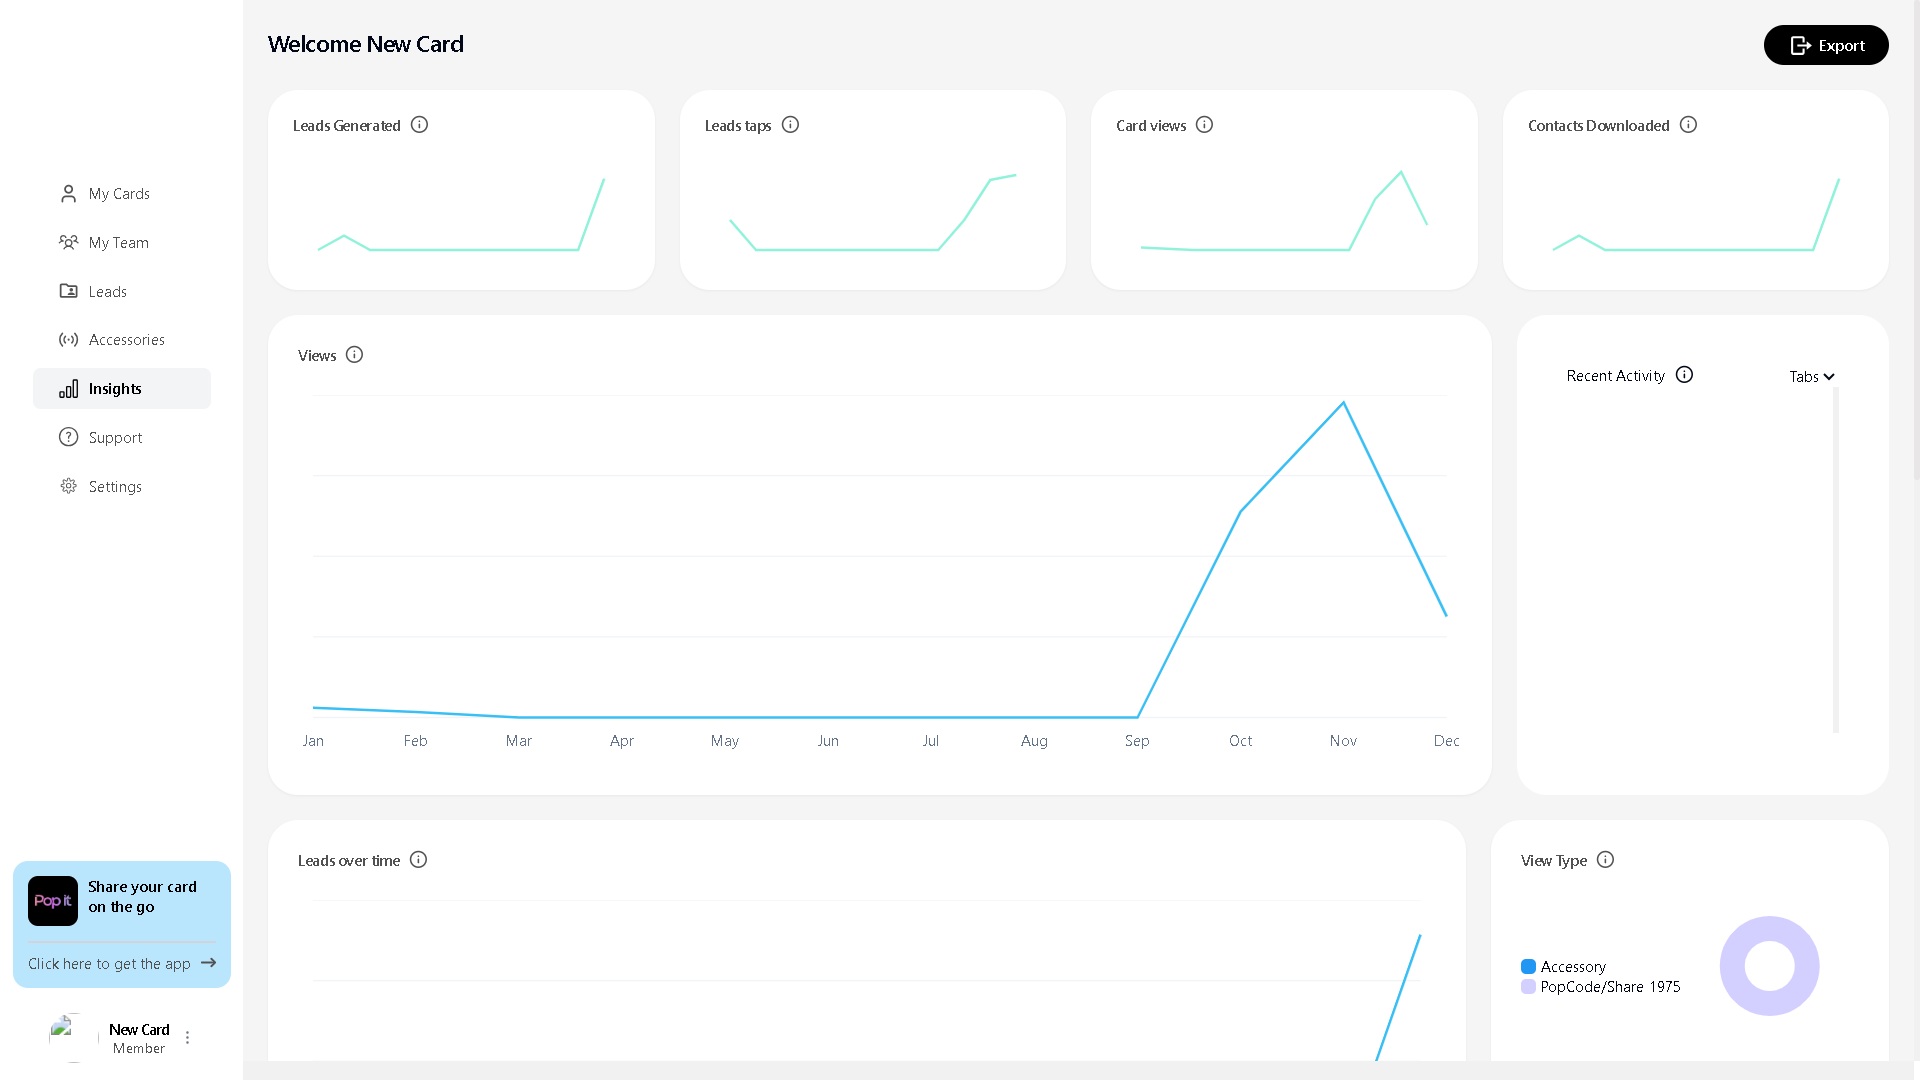 Welcome New Card
Export
Leads Generated
Leads taps
Card views
Contacts Downloaded
My Cards
My Team
Leads
Accessories
Insights
Support
Settings
Views
Jan Feb Mar Apr May Jun Jul Aug Sep Oct Nov Dec
Recent Activity
Tabs
Leads over time
View Type
Accessory
PopCode/Share 1975
Pop it
Share your card
on the go
Click here to get the app
New Card
Member